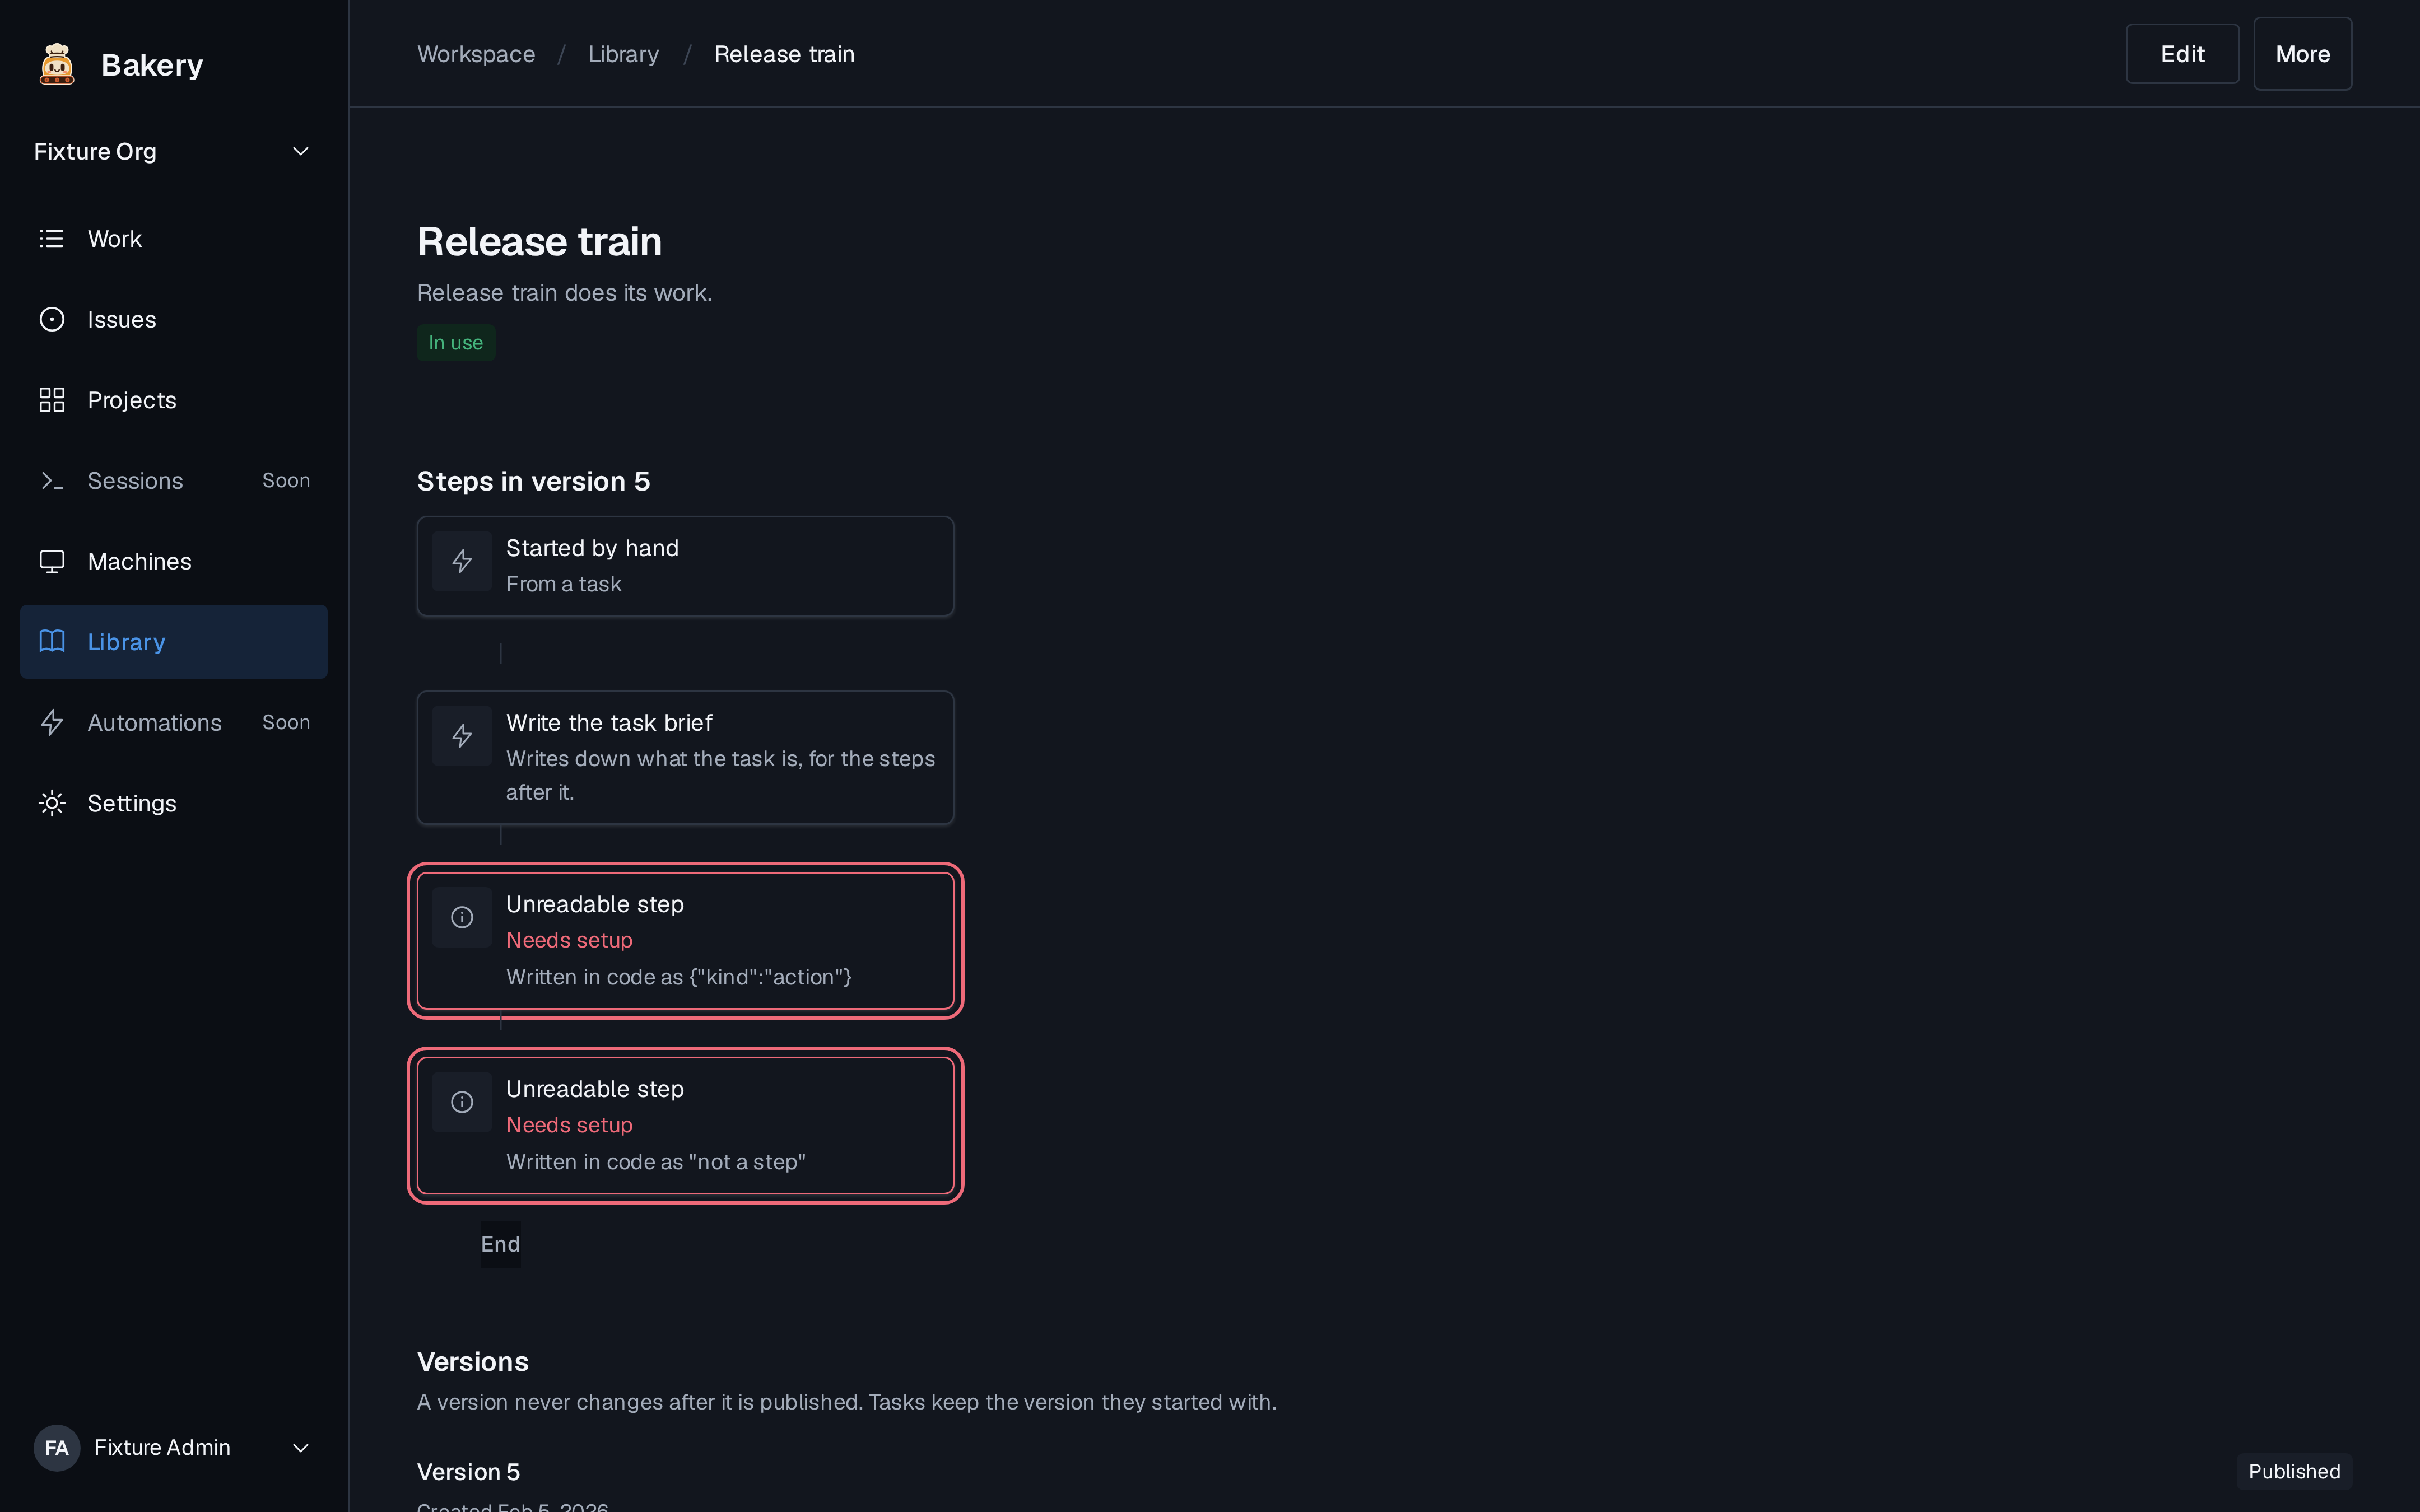 Bakery
Fixture Org
Work
Issues
Projects
Sessions Soon
Machines
Library
Automations Soon
Settings
FA Fixture Admin
Workspace / Library / Release train
Edit
More
Release train
Release train does its work.
In use
Steps in version 5
Started by hand
From a task
Write the task brief
Writes down what the task is, for the steps
after it.
Unreadable step
Needs setup
Written in code as {"kind":"action"}
Unreadable step
Needs setup
Written in code as "not a step"
End
Versions
A version never changes after it is published. Tasks keep the version they started with.
Version 5
Published
Created Feb 5, 2026